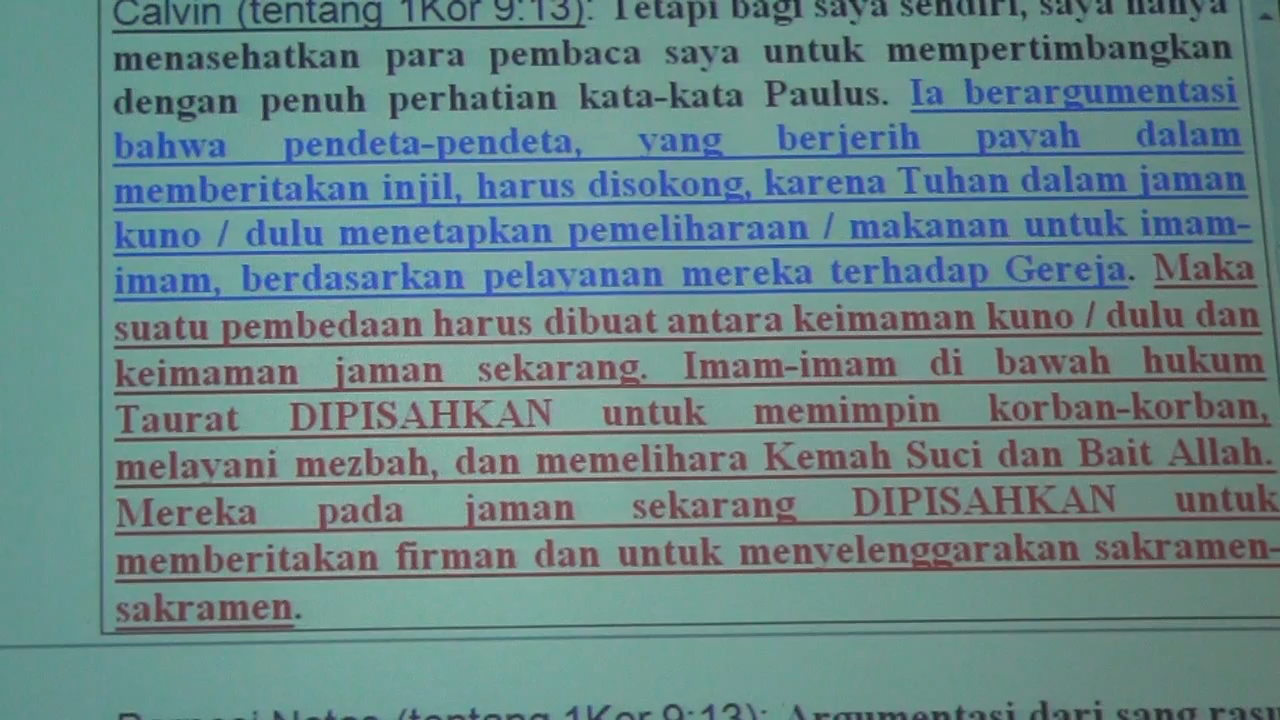 Calvin (tentang 1Kor 9:13): Tetapi bagi saya sendiri, saya hanya
menasehatkan para pembaca saya untuk mempertimbangkan
dengan penuh perhatian kata-kata Paulus. Ia berargumentasi
bahwa pendeta-pendeta, yang berjerih payah dalam
memberitakan injil, harus disokong, karena Tuhan dalam jaman
kuno / dulu menetapkan pemeliharaan / makanan untuk imam-
imam, berdasarkan pelayanan mereka terhadap Gereja. Maka
suatu pembedaan harus dibuat antara keimaman kuno / dulu dan
keimaman jaman sekarang. Imam-imam di bawah hukum
Taurat DIPISAHKAN untuk memimpin korban-korban,
melayani mezbah, dan memelihara Kemah Suci dan Bait Allah.
Mereka pada jaman sekarang DIPISAHKAN untuk
memberitakan firman dan untuk menyelenggarakan sakramen-
sakramen.
Notes (tentang 1Kor 9:13): Argumentasi dari sang